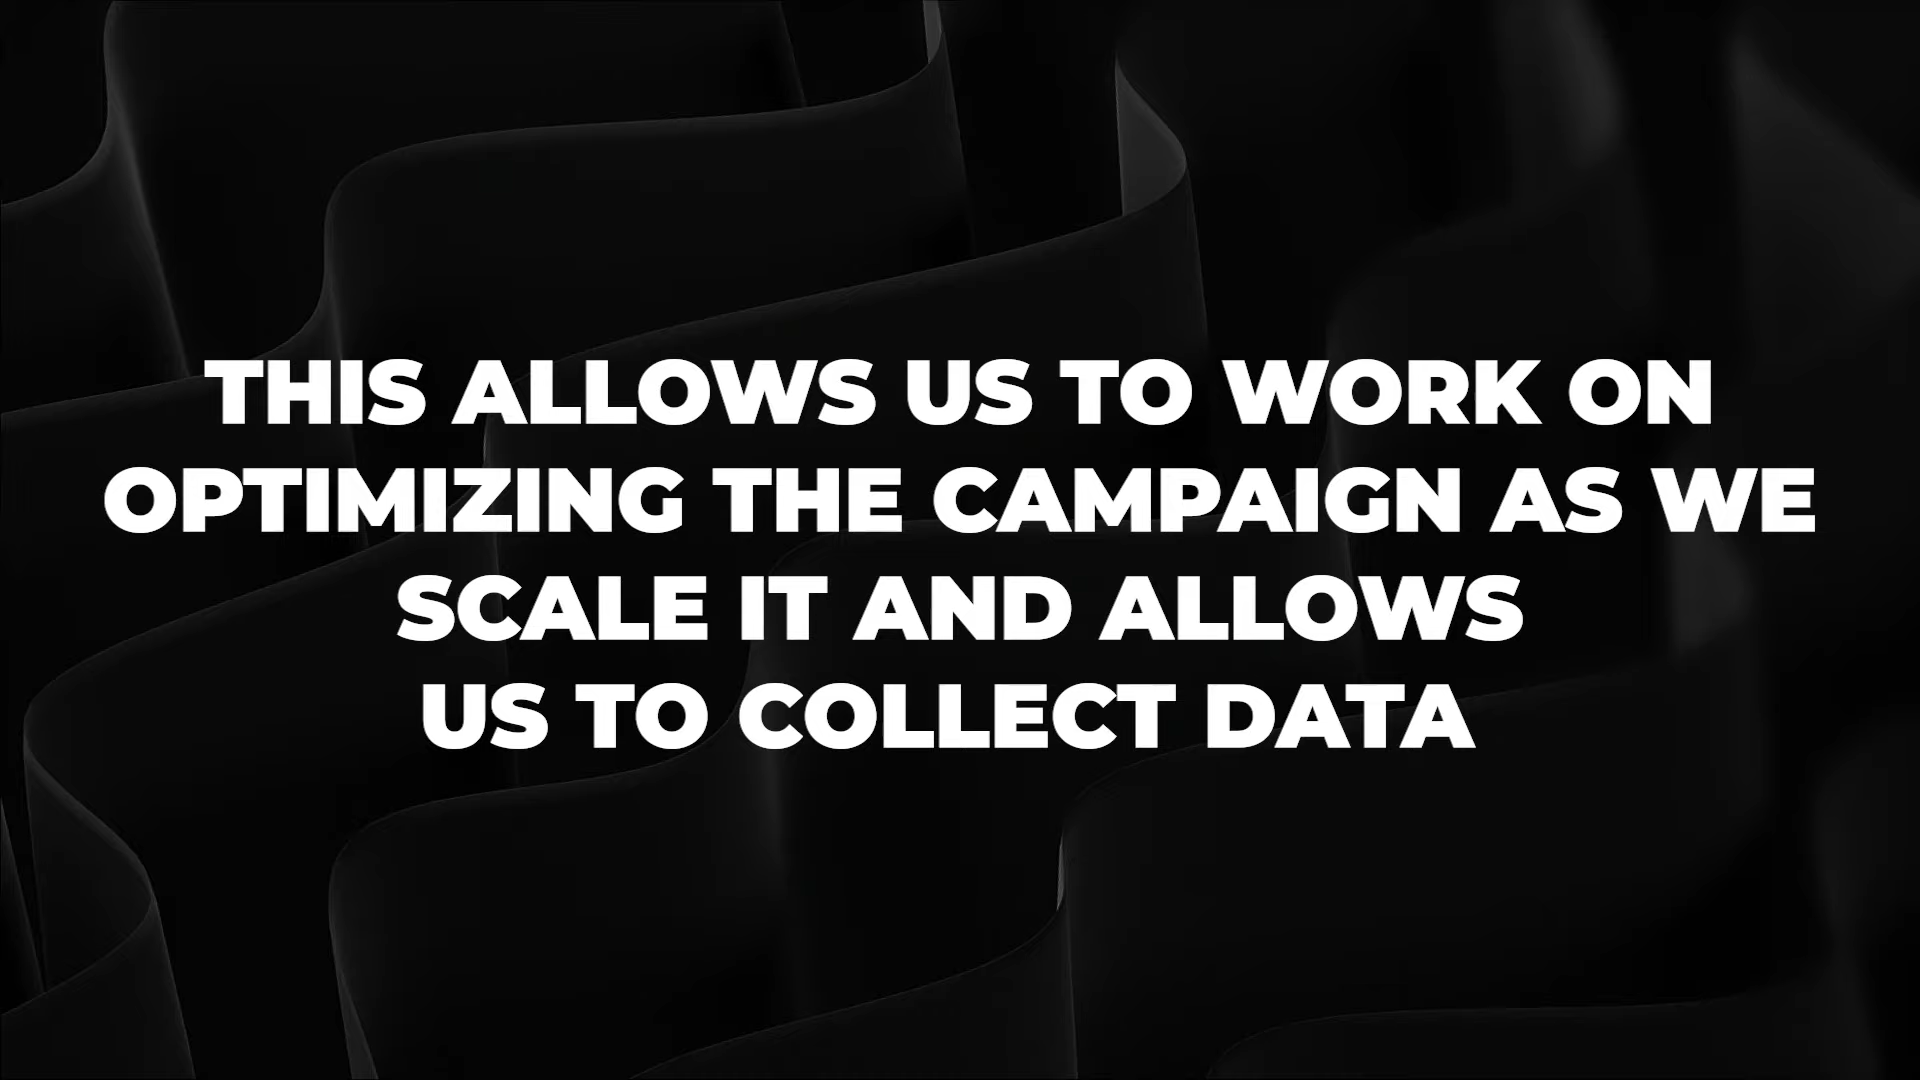 THIS ALLOWS US TO WORK ON
OPTIMIZING THE CAMPAIGN AS WE
SCALE IT AND ALLOWS
US TO COLLECT DATA